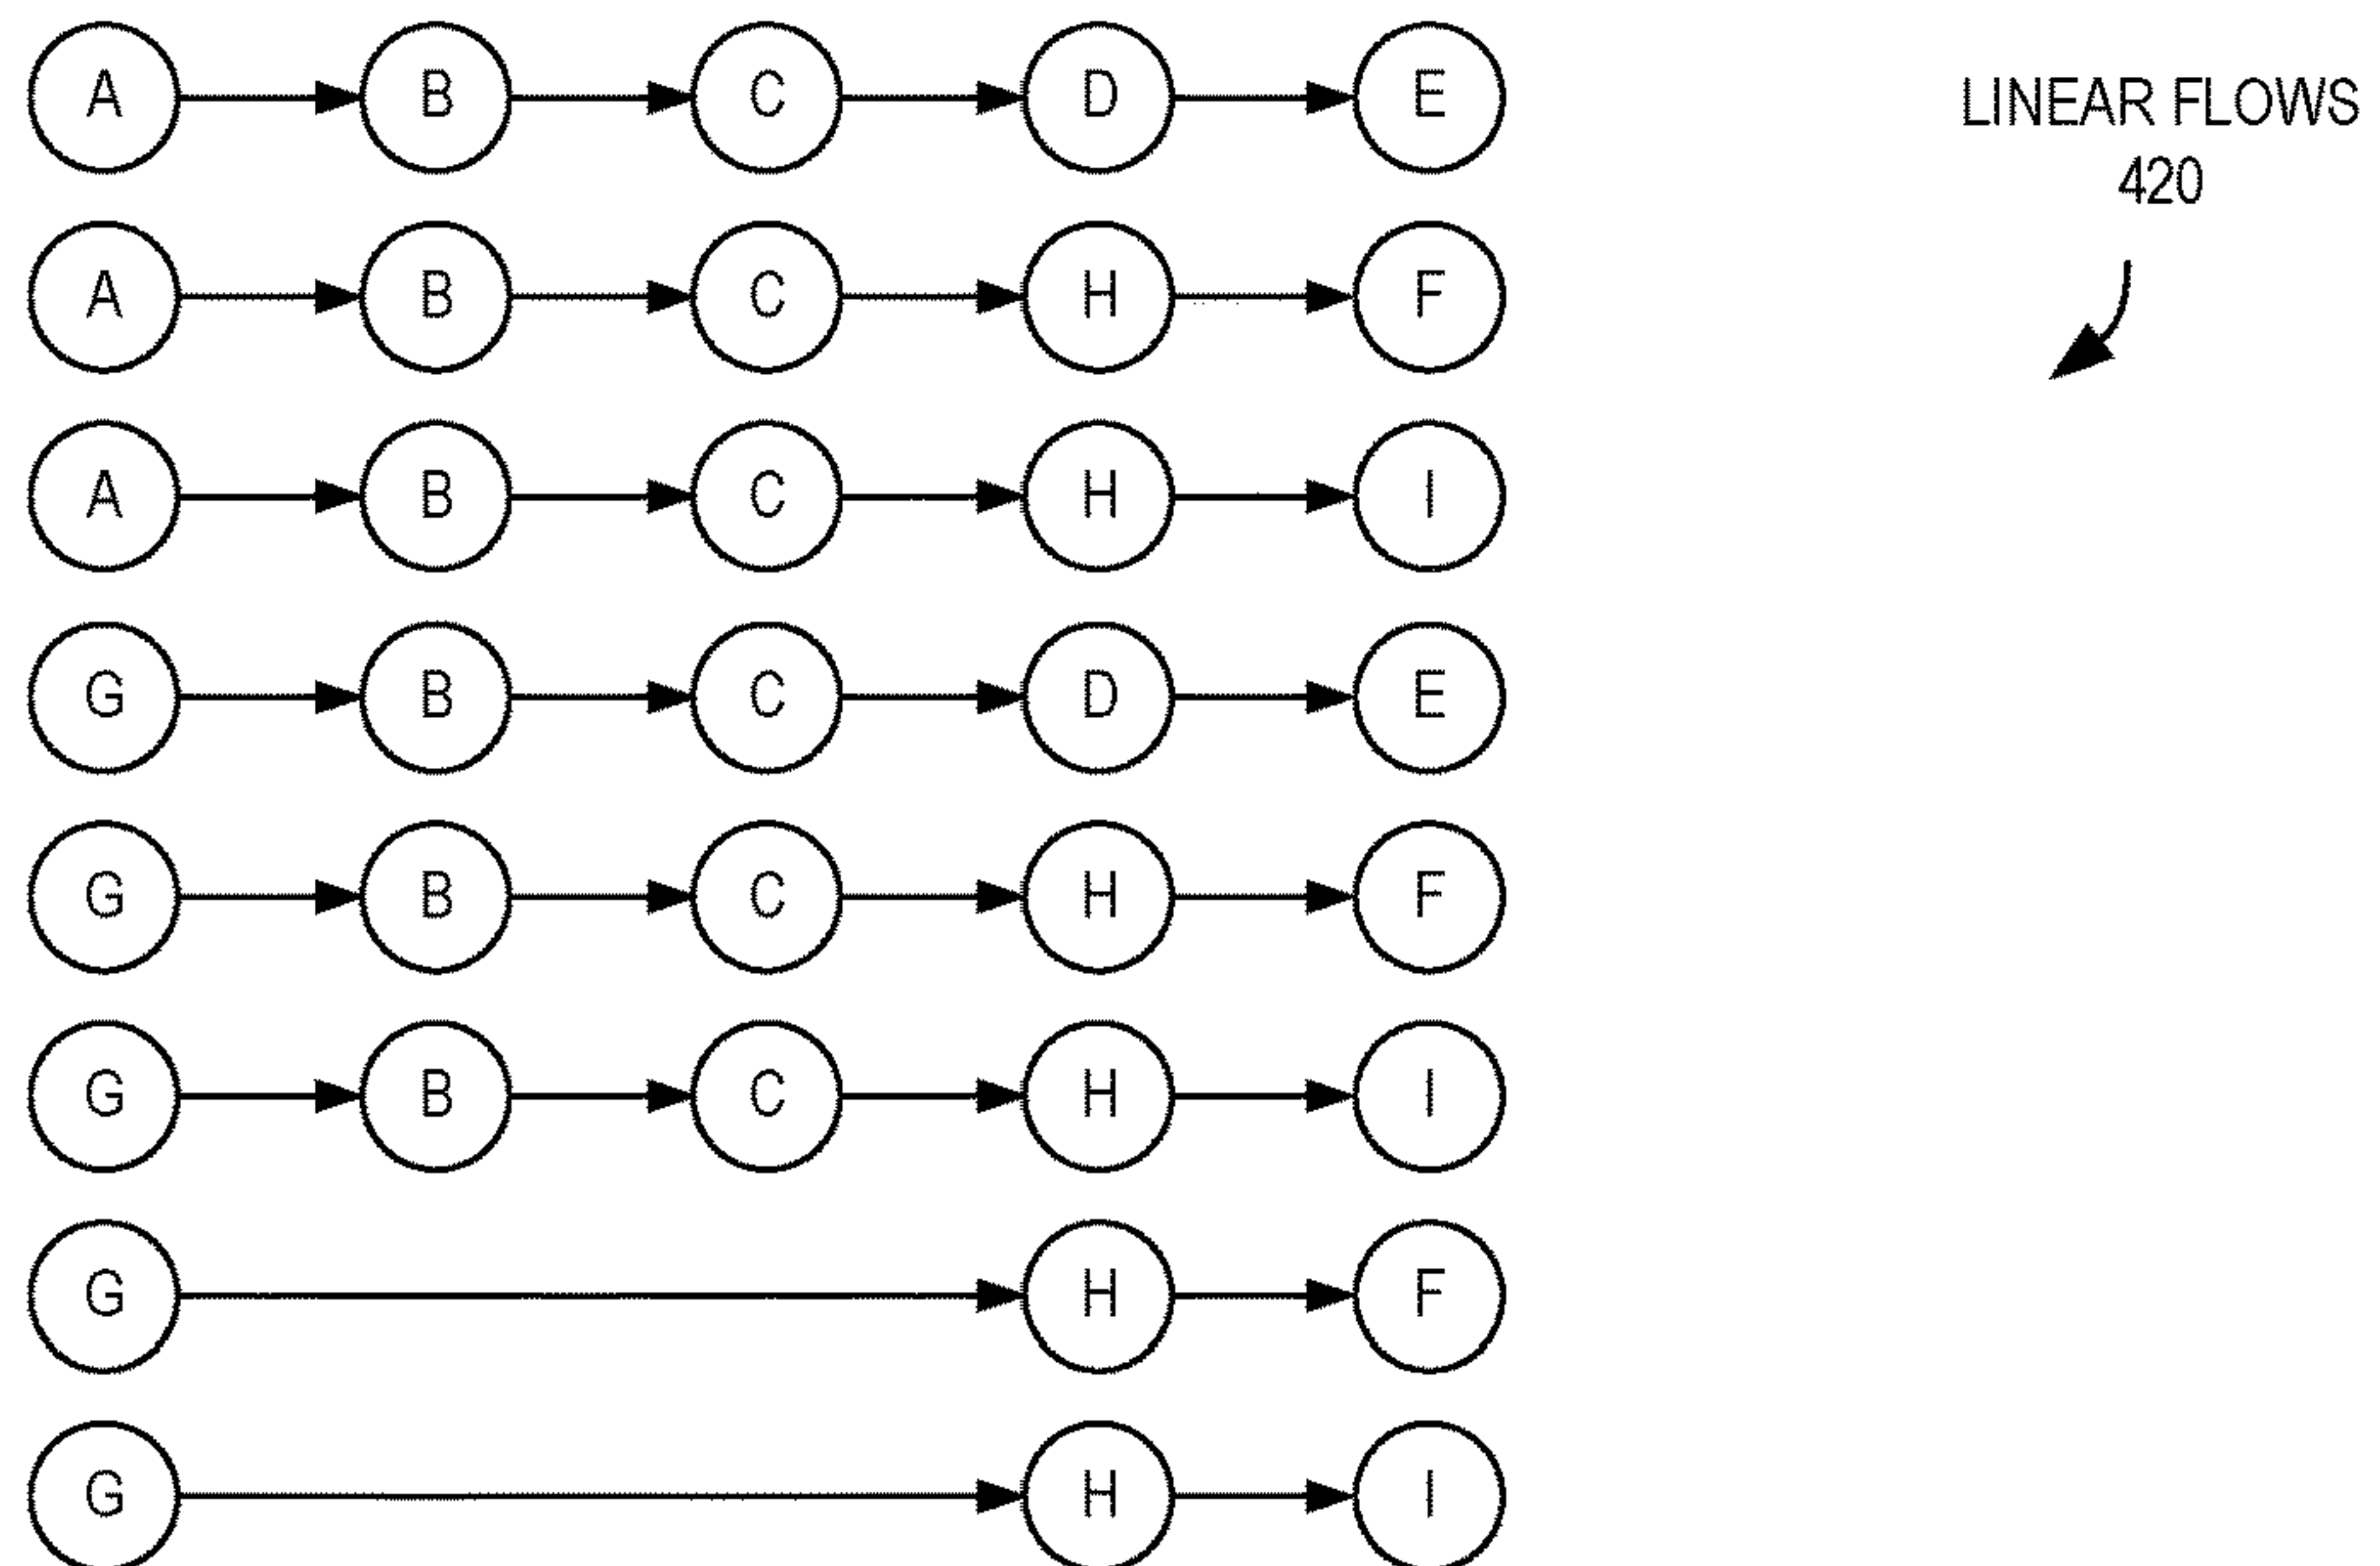 A B C D E
LINEAR FLOWS
420
A B C H F
A B C H I
G B C D E
G B C H F
G B C H I
G H F
G H I